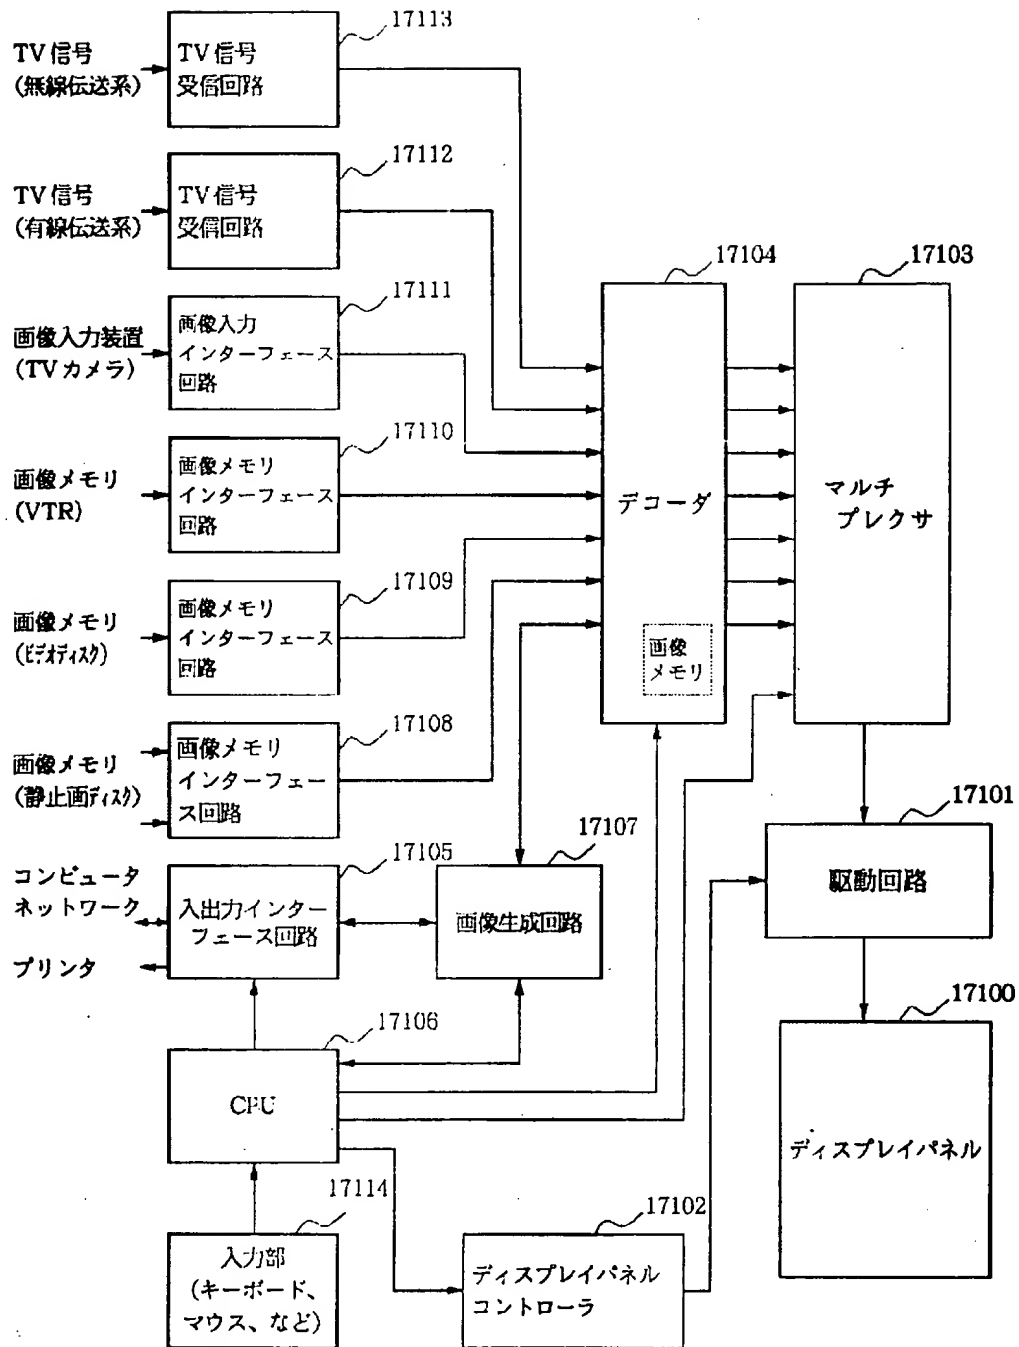 17113
TV信号
(無線伝送系)
TV信号
受信回路
17112
TV信号
(有線伝送系)
TV信号
受信回路
17111
画像入力装置
(TVカメラ)
画像入力
インターフェース
回路
17110
画像メモリ
(VTR)
画像メモリ
インターフェース
回路
17109
画像メモリ
(ビデオディスク)
画像メモリ
インターフェース
回路
17108
画像メモリ
(静止画ディスク)
画像メモリ
インターフェー
ス回路
17104
デコーダ
画像
メモリ
17103
マルチ
プレクサ
17105
コンピュータ
ネットワーク
プリンタ
入出力インター
フェース回路
17107
画像生成回路
17101
駆動回路
17106
CPU
17100
ディスプレイパネル
17114
入力部
(キーボード、
マウス、など)
17102
ディスプレイパネル
コントローラ